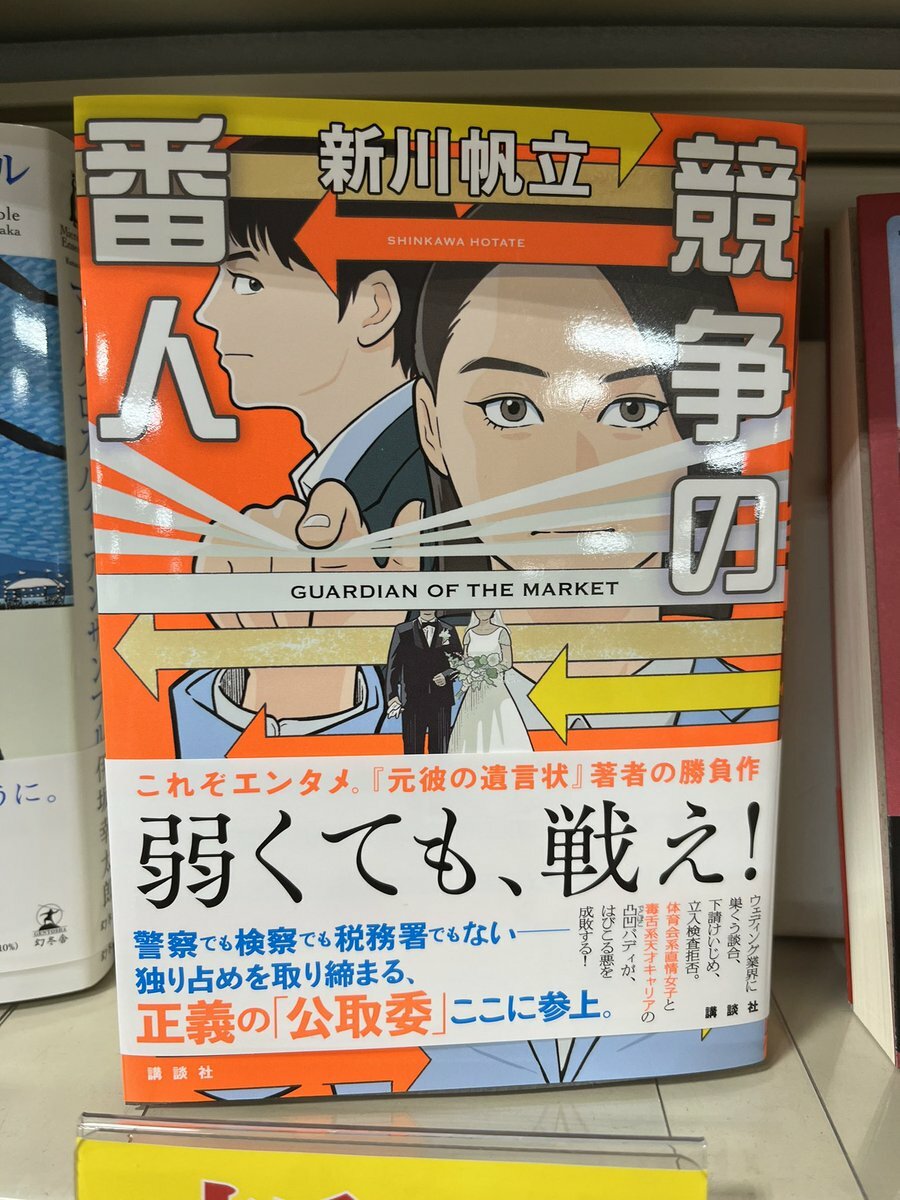 競争の
番人
新川帆立
SHINKAWA HOTATE
GUARDIAN OF THE MARKET
これぞエンタメ。『元彼の遺言状』著者の勝負作
弱くても、戦え!
警察でも検察でも税務署でもない——
独り占めを取り締まる、
正義の「公取委」ここに参上。
ウェディング業界に
巣くう談合、
下請けいじめ、
立入検査拒否。
体育会系直情女子と
毒舌系天才キャリアの
凸凹バディが、
はびこる悪を
成敗する!
講談社
講談社
ル
うに。
幻冬舎
GENTOSHA